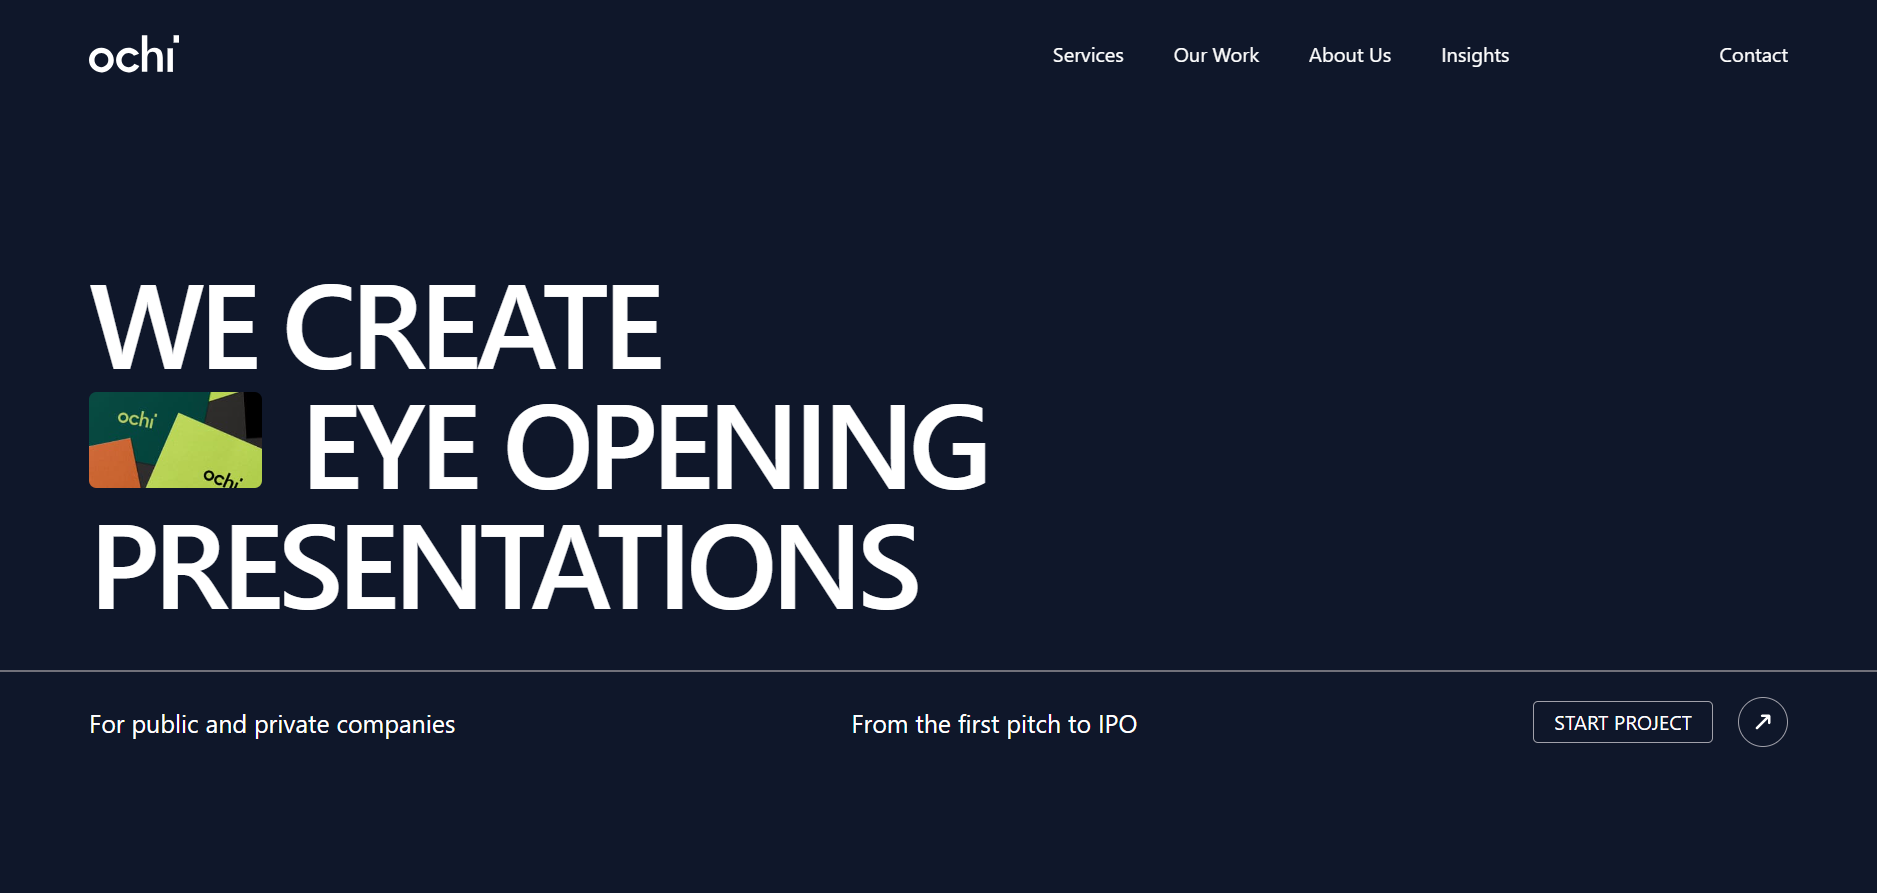 ochi
Services Our Work About Us Insights Contact
WE CREATE
ochi
ochi
EYE OPENING
PRESENTATIONS
For public and private companies From the first pitch to IPO START PROJECT